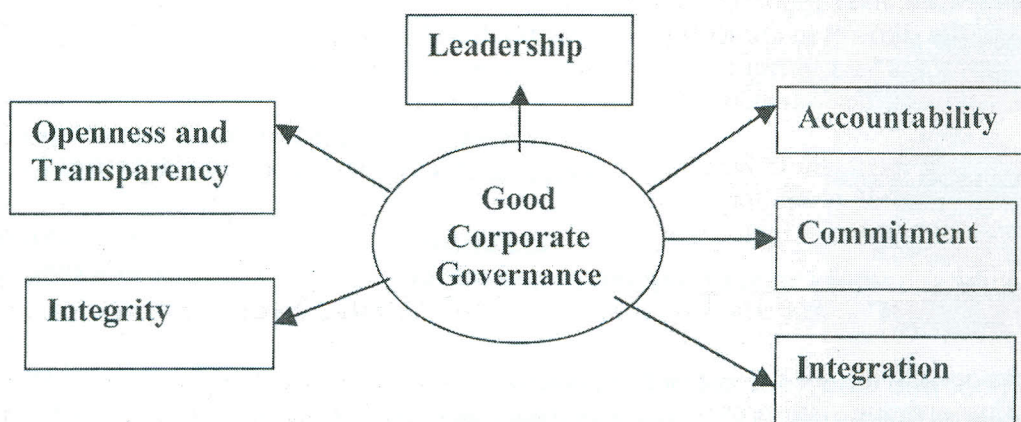 Leadership
Openness and
Transparency
Accountability
Good
Corporate
Governance
Commitment
Integrity
Integration